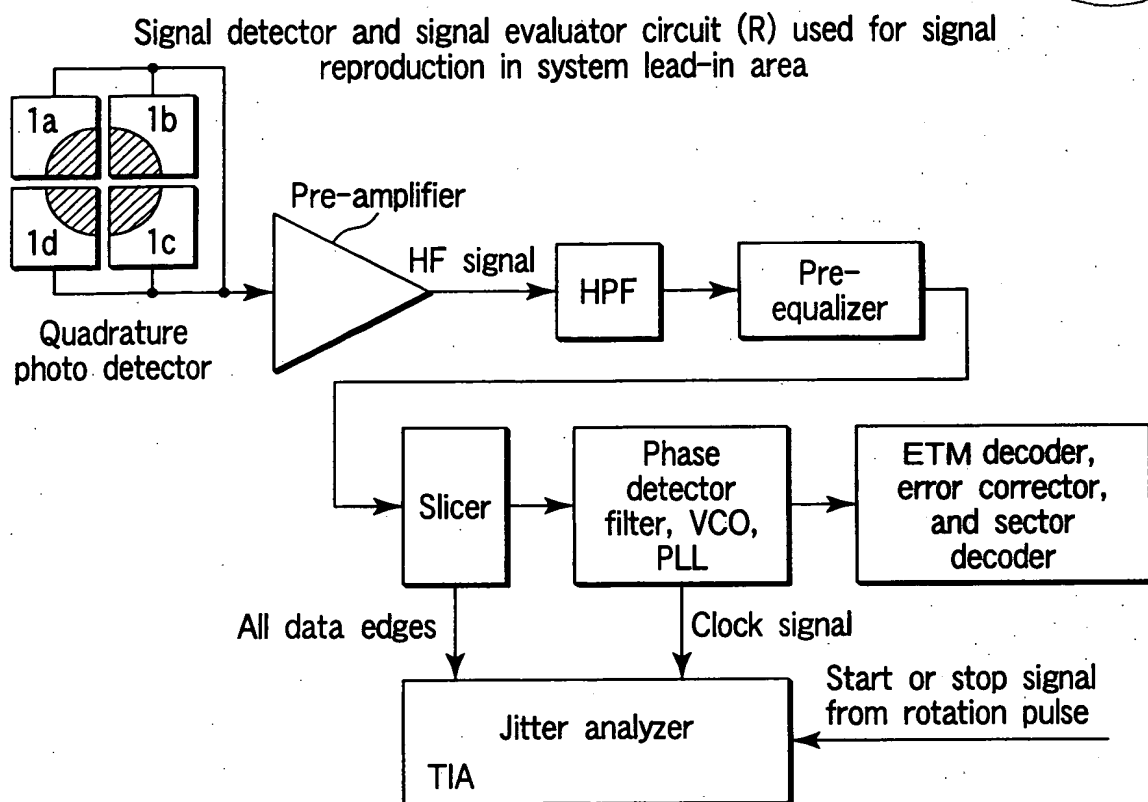 Signal detector and signal evaluator circuit (R) used for signal
reproduction in system lead-in area
1a
1b
1d
1c
Quadrature
photo detector
Pre-amplifier
HF signal
HPF
Pre-
equalizer
Slicer
Phase
detector
filter, VCO,
PLL
ETM decoder,
error corrector,
and sector
decoder
All data edges
Clock signal
Jitter analyzer
TIA
Start or stop signal
from rotation pulse